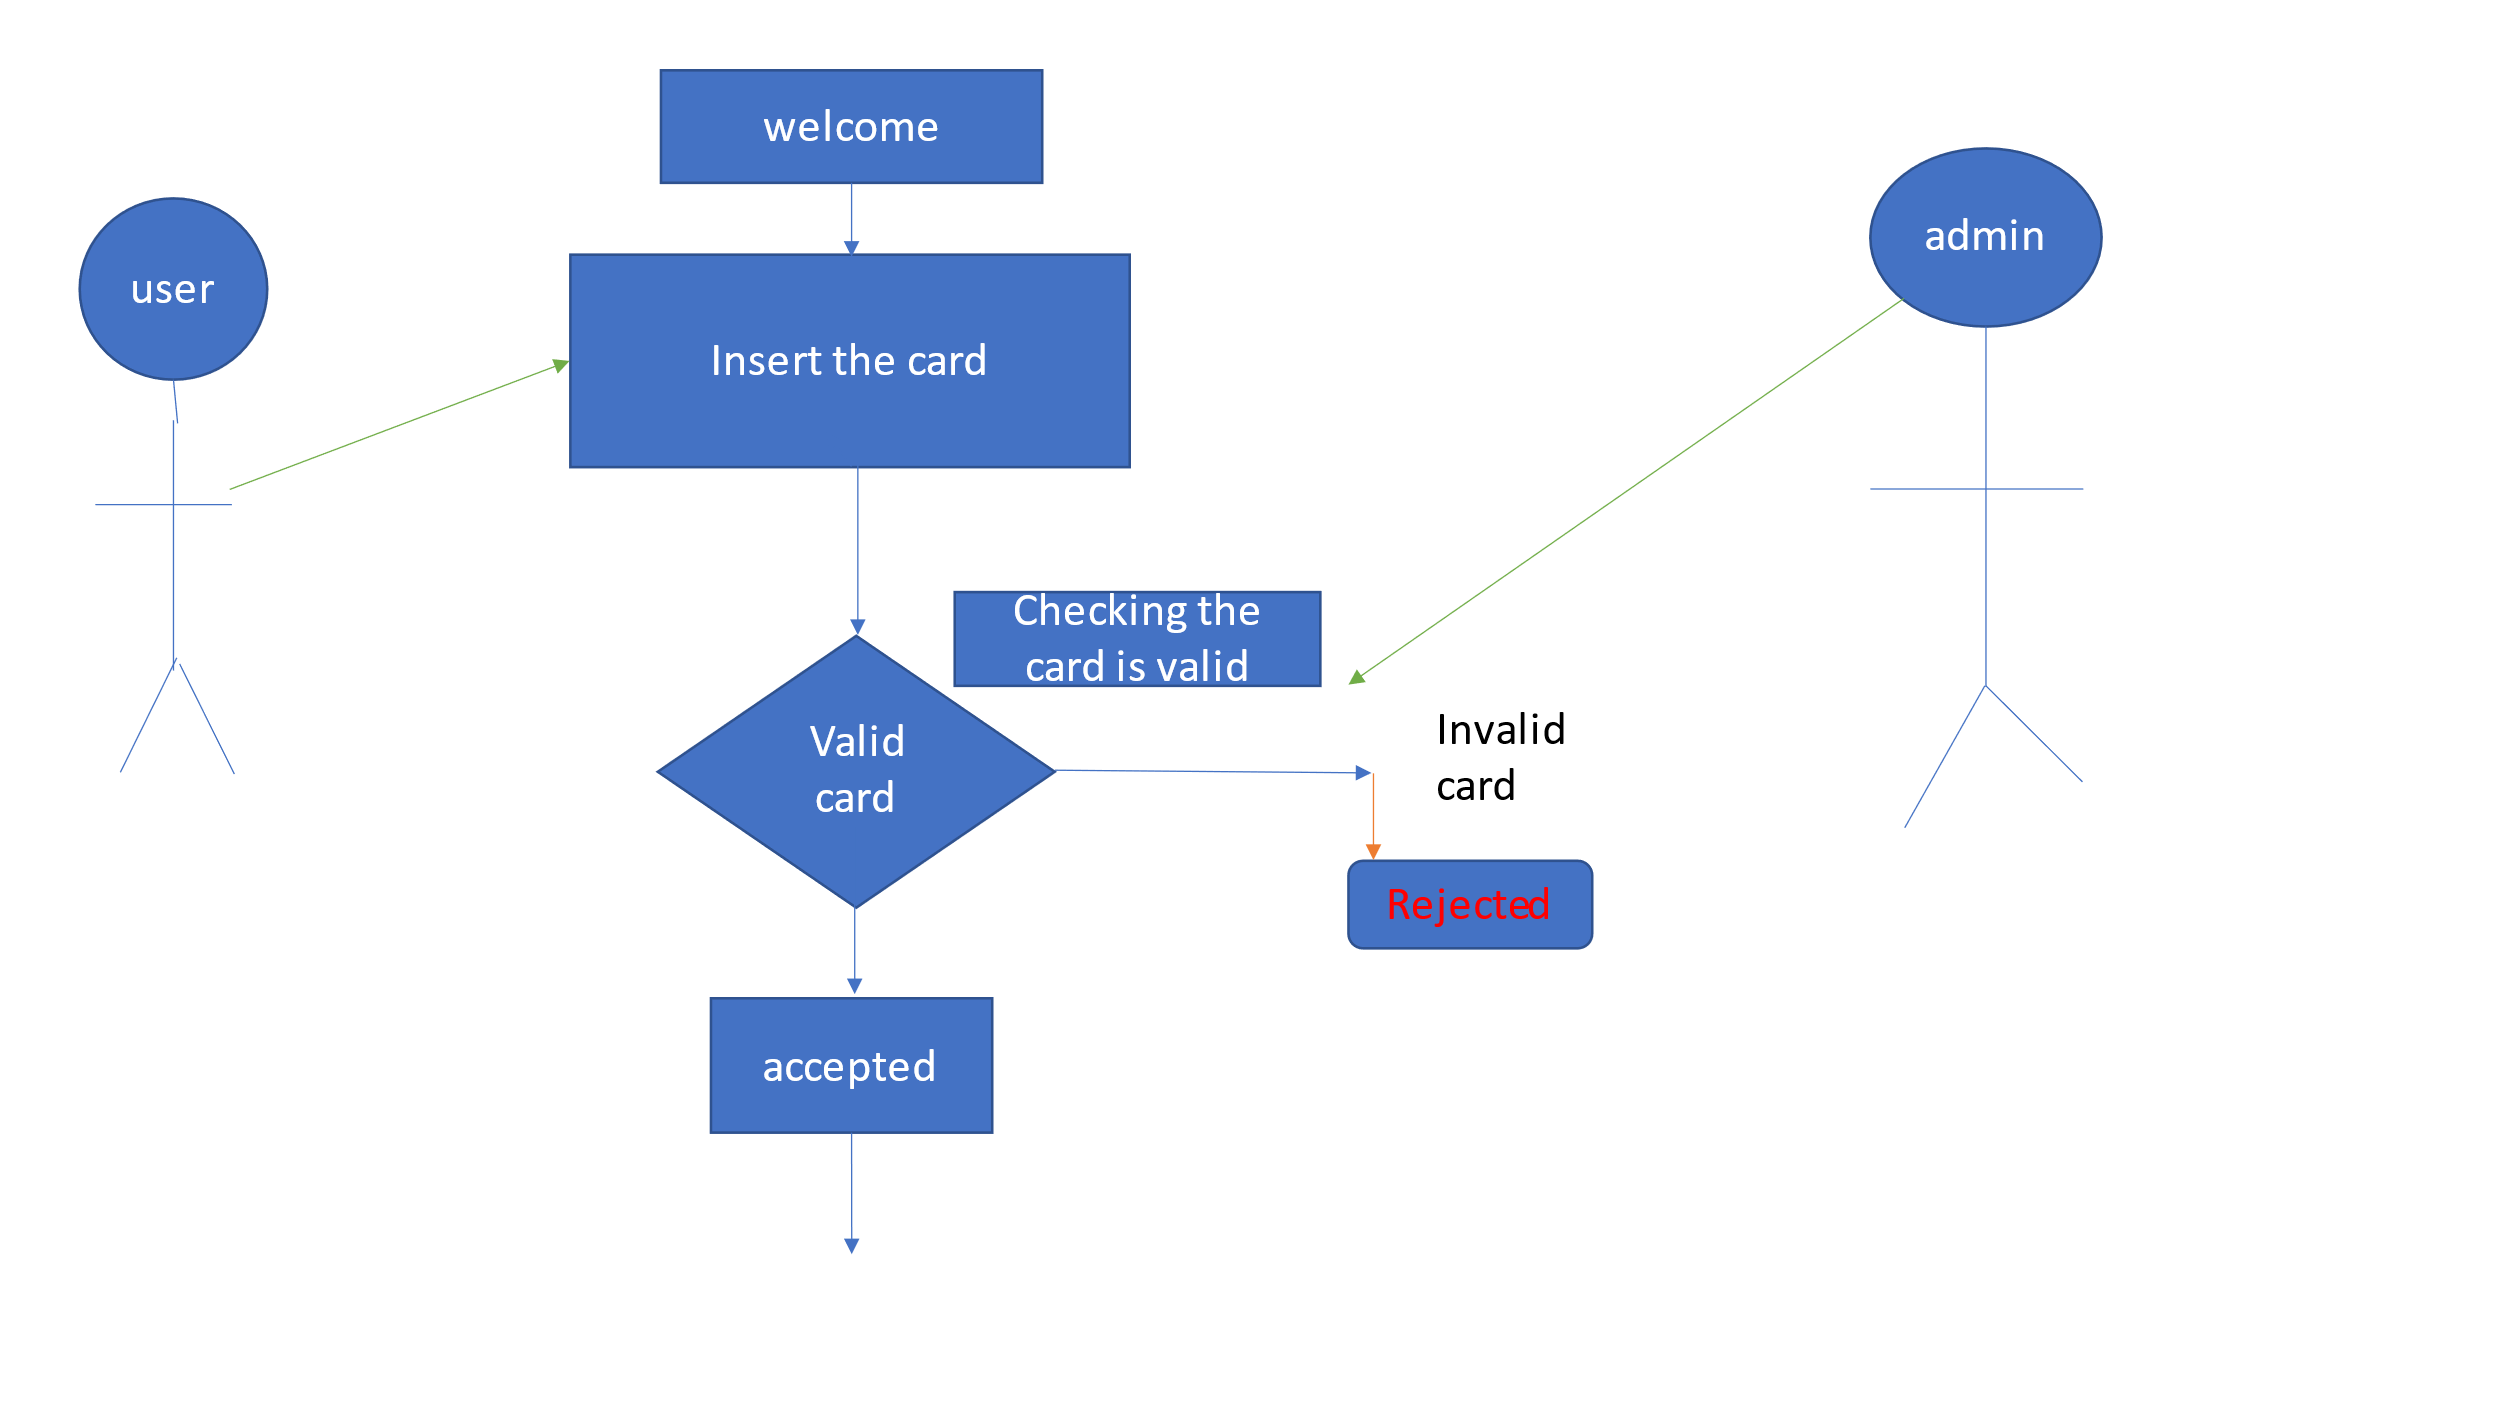 welcome
user
admin
Insert the card
Checking the
card is valid
Valid
card
Invalid
card
Rejected
accepted